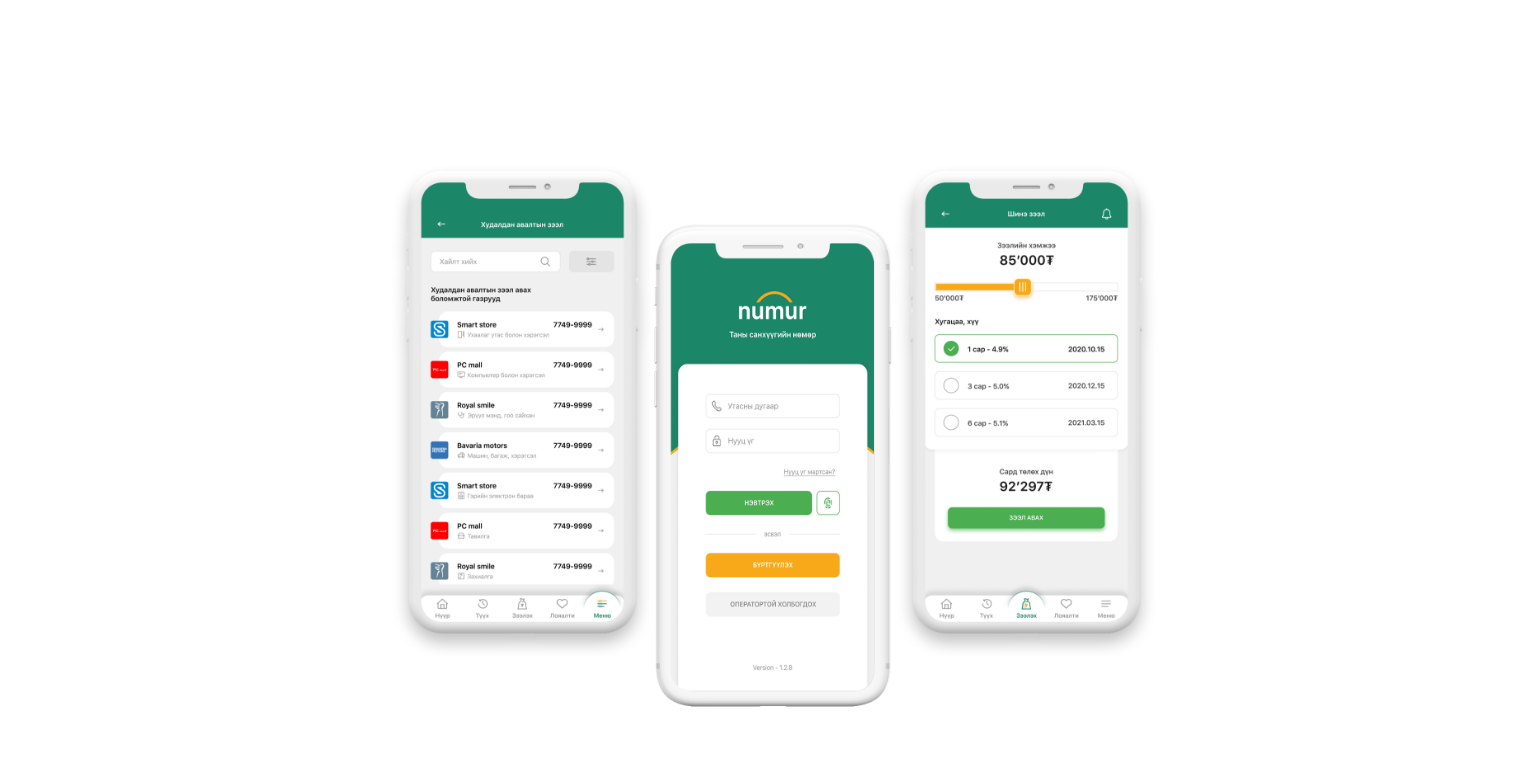 Худалдан авалтын зээл
Хайлт хийх
Худалдан авалтын зээл авах
боломжтой газрууд
Smart store
7749-9999
Ухаалаг утас болон хэрэгсэл
PC mall
7749-9999
Компьютер болон хэрэгсэл
Royal smile
7749-9999
Эрүүл мэнд, гоо сайхан
Bavaria motors
7749-9999
Машин, багаж, хэрэгсэл
Smart store
7749-9999
Гэрийн электрон бараа
PC mall
7749-9999
Тавилга
Royal smile
7749-9999
Захиалга
Нүүр
Түүх
Зээлэх
Лоялти
Меню
numur
Таны санхүүгийн нөмөр
Утасны дугаар
Нууц үг
Нууц үг мартсан?
НЭВТРЭХ
эсвэл
БҮРТГҮҮЛЭХ
ОПЕРАТОРТОЙ ХОЛБОГДОХ
Version - 1.2.8
Шинэ зээл
Зээлийн хэмжээ
85’000₮
50’000₮
175’000₮
Хугацаа, хүү
1 сар - 4.9%
2020.10.15
3 сар - 5.0%
2020.12.15
6 сар - 5.1%
2021.03.15
Сард төлөх дүн
92’297₮
ЗЭЭЛ АВАХ
Нүүр
Түүх
Зээлэх
Лоялти
Меню